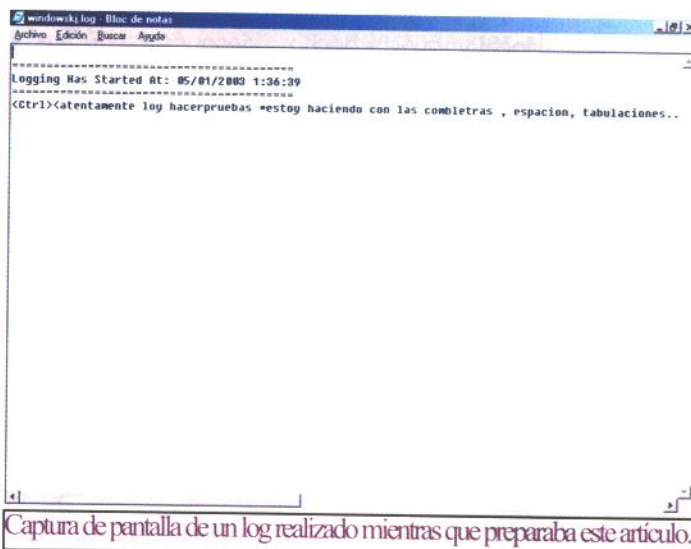 windowskj.log - Bloc de notas
Archivo Edición Buscar Ayuda
========================================
Logging Has Started At: 05/01/2003 1:36:39
========================================
<Ctrl><atentamente loy hacerpruebas *estoy haciendo con las combletras , espacion, tabulaciones..
Captura de pantalla de un log realizado mientras que preparaba este artículo.